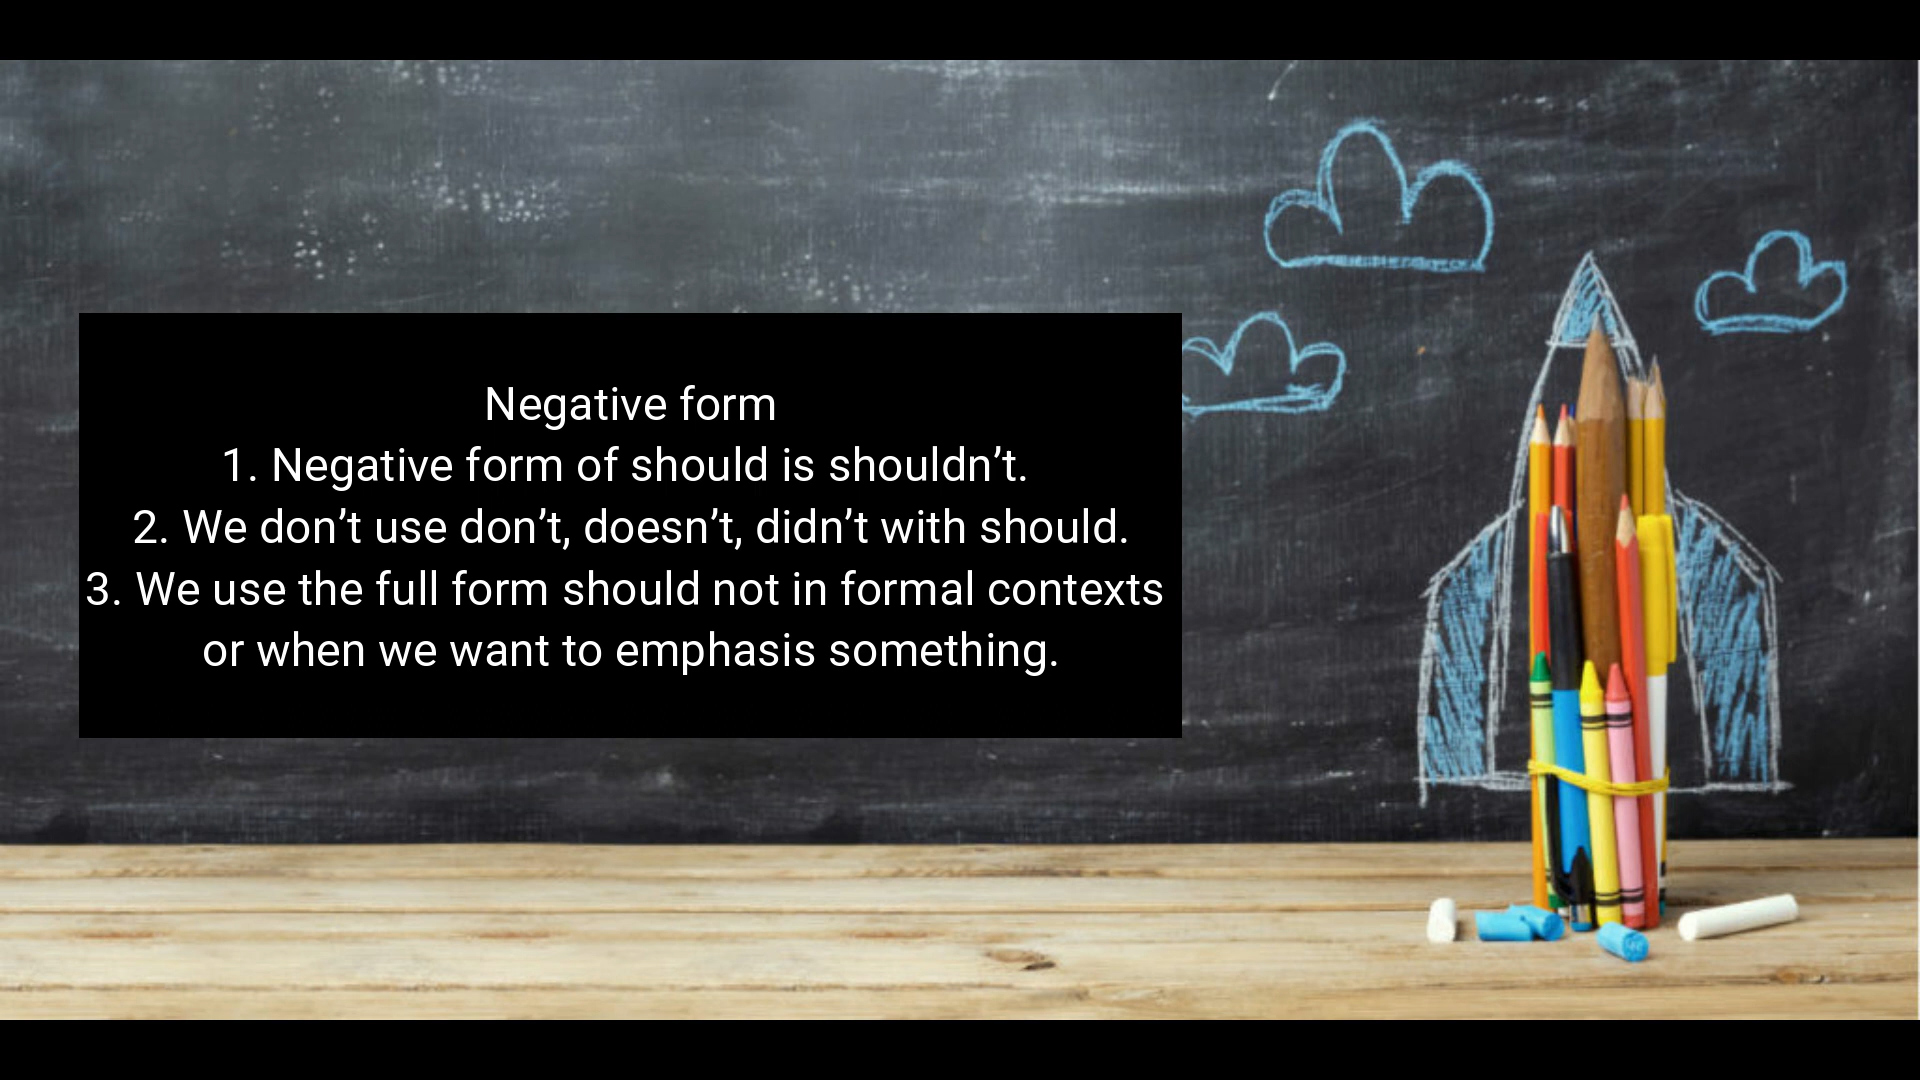 Negative form
1. Negative form of should is shouldn’t.
2. We don’t use don’t, doesn’t, didn’t with should.
3. We use the full form should not in formal contexts
or when we want to emphasis something.